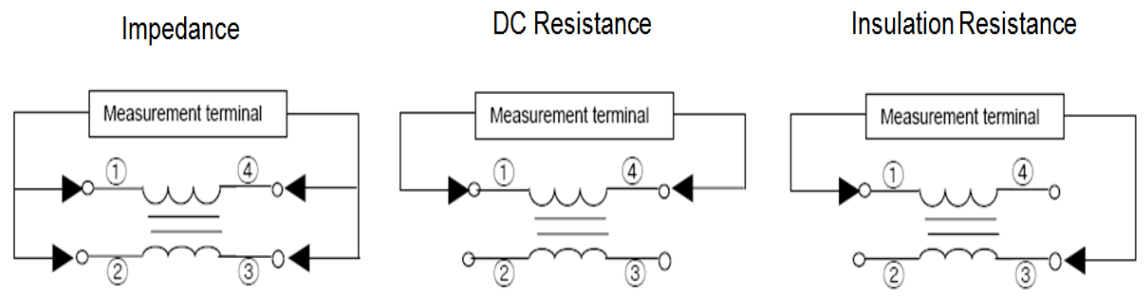 Impedance
DC Resistance
Insulation Resistance
Measurement terminal
Measurement terminal
Measurement terminal
① ④
① ④
① ④
② ③
② ③
② ③